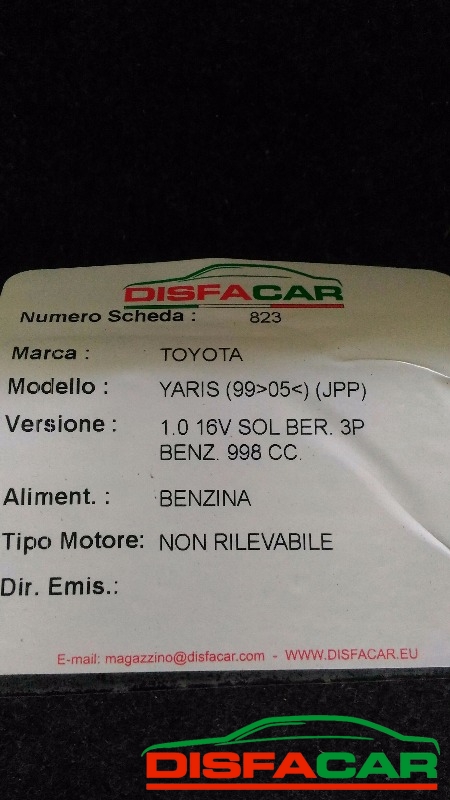 DISFACAR
Numero Scheda : 823
Marca : TOYOTA
Modello : YARIS (99>05<) (JPP)
Versione : 1.0 16V SOL BER. 3P
BENZ. 998 CC.
Aliment. : BENZINA
Tipo Motore: NON RILEVABILE
Dir. Emis.:
E-mail: magazzino@disfacar.com - WWW.DISFACAR.EU
DISFACAR